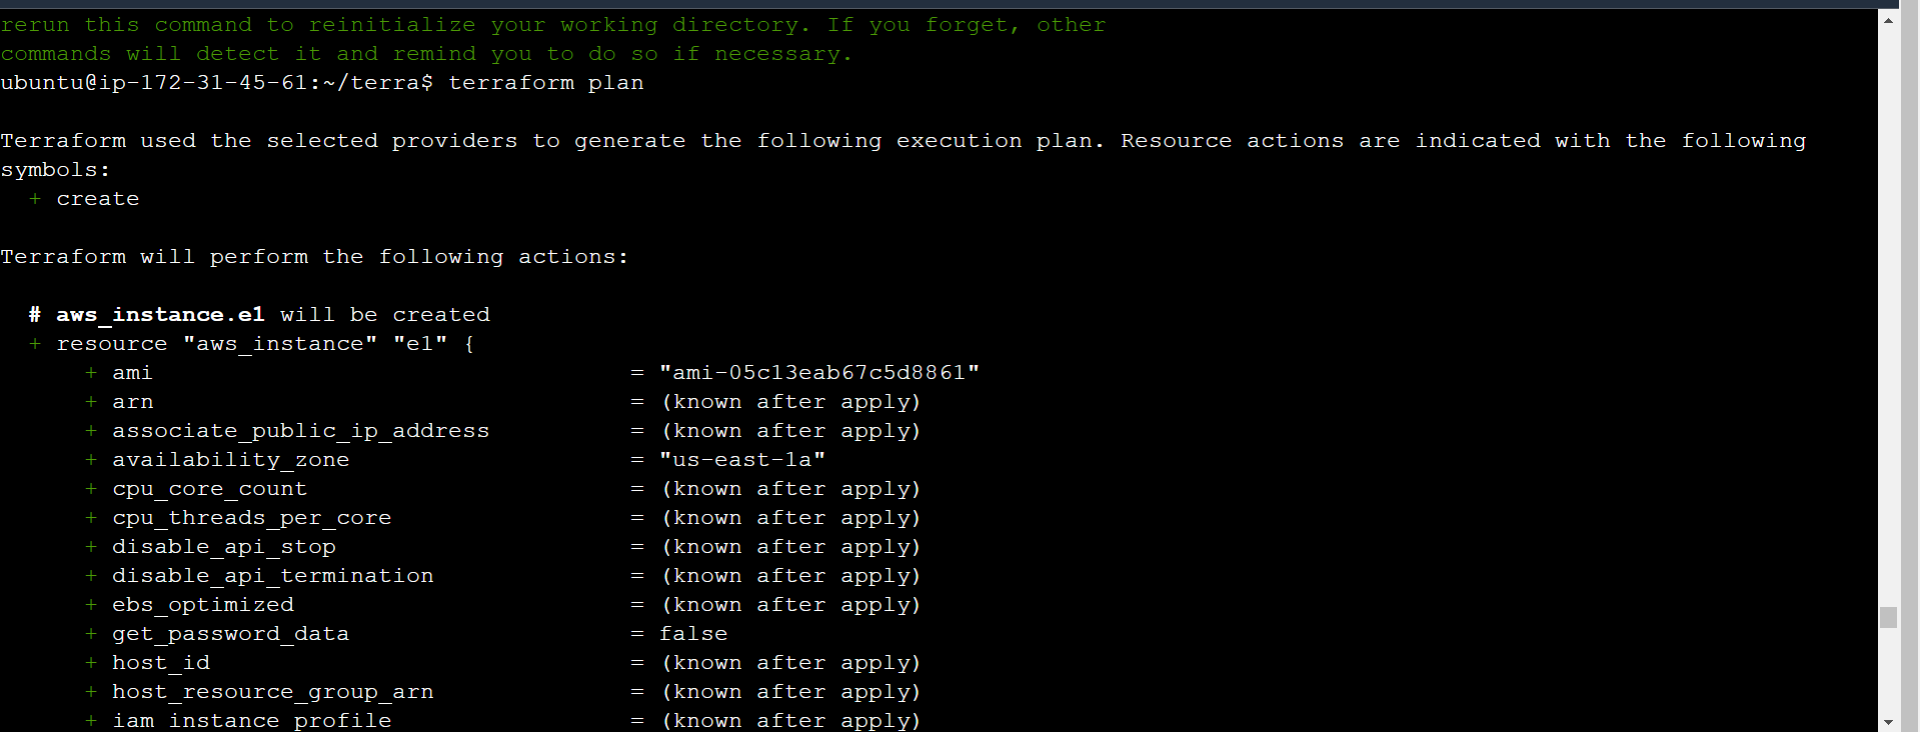 rerun this command to reinitialize your working directory. If you forget, other
commands will detect it and remind you to do so if necessary.
ubuntu@ip-172-31-45-61:~/terra$ terraform plan
Terraform used the selected providers to generate the following execution plan. Resource actions are indicated with the following
symbols:
  + create
Terraform will perform the following actions:
  # aws_instance.e1 will be created
  + resource "aws_instance" "e1" {
      + ami                                  = "ami-05c13eab67c5d8861"
      + arn                                  = (known after apply)
      + associate_public_ip_address          = (known after apply)
      + availability_zone                    = "us-east-1a"
      + cpu_core_count                       = (known after apply)
      + cpu_threads_per_core                 = (known after apply)
      + disable_api_stop                     = (known after apply)
      + disable_api_termination              = (known after apply)
      + ebs_optimized                        = (known after apply)
      + get_password_data                    = false
      + host_id                              = (known after apply)
      + host_resource_group_arn              = (known after apply)
      + iam_instance_profile                 = (known after apply)